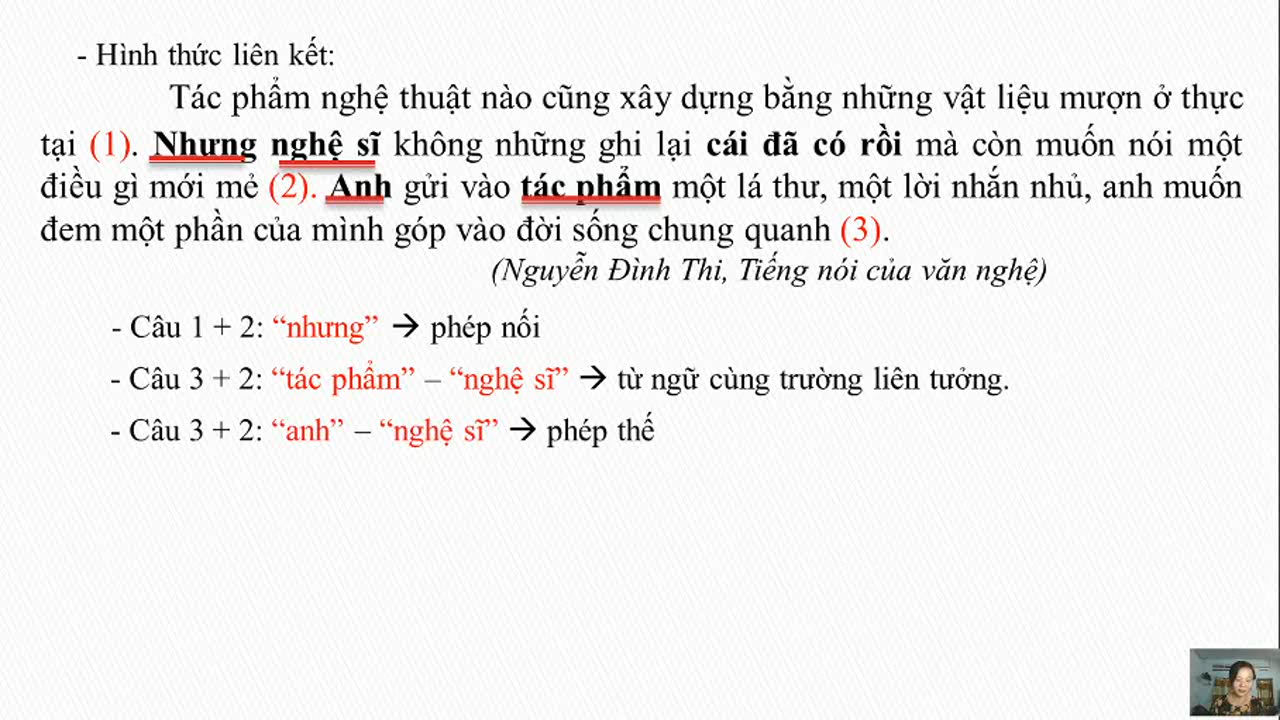 - Hình thức liên kết:
Tác phẩm nghệ thuật nào cũng xây dựng bằng những vật liệu mượn ở thực
tại (1). Nhưng nghệ sĩ không những ghi lại cái đã có rồi mà còn muốn nói một
điều gì mới mẻ (2). Anh gửi vào tác phẩm một lá thư, một lời nhắn nhủ, anh muốn
đem một phần của mình góp vào đời sống chung quanh (3).
(Nguyễn Đình Thi, Tiếng nói của văn nghệ)
- Câu 1 + 2: “nhưng” → phép nối
- Câu 3 + 2: “tác phẩm” – “nghệ sĩ” → từ ngữ cùng trường liên tưởng.
- Câu 3 + 2: “anh” – “nghệ sĩ” → phép thế